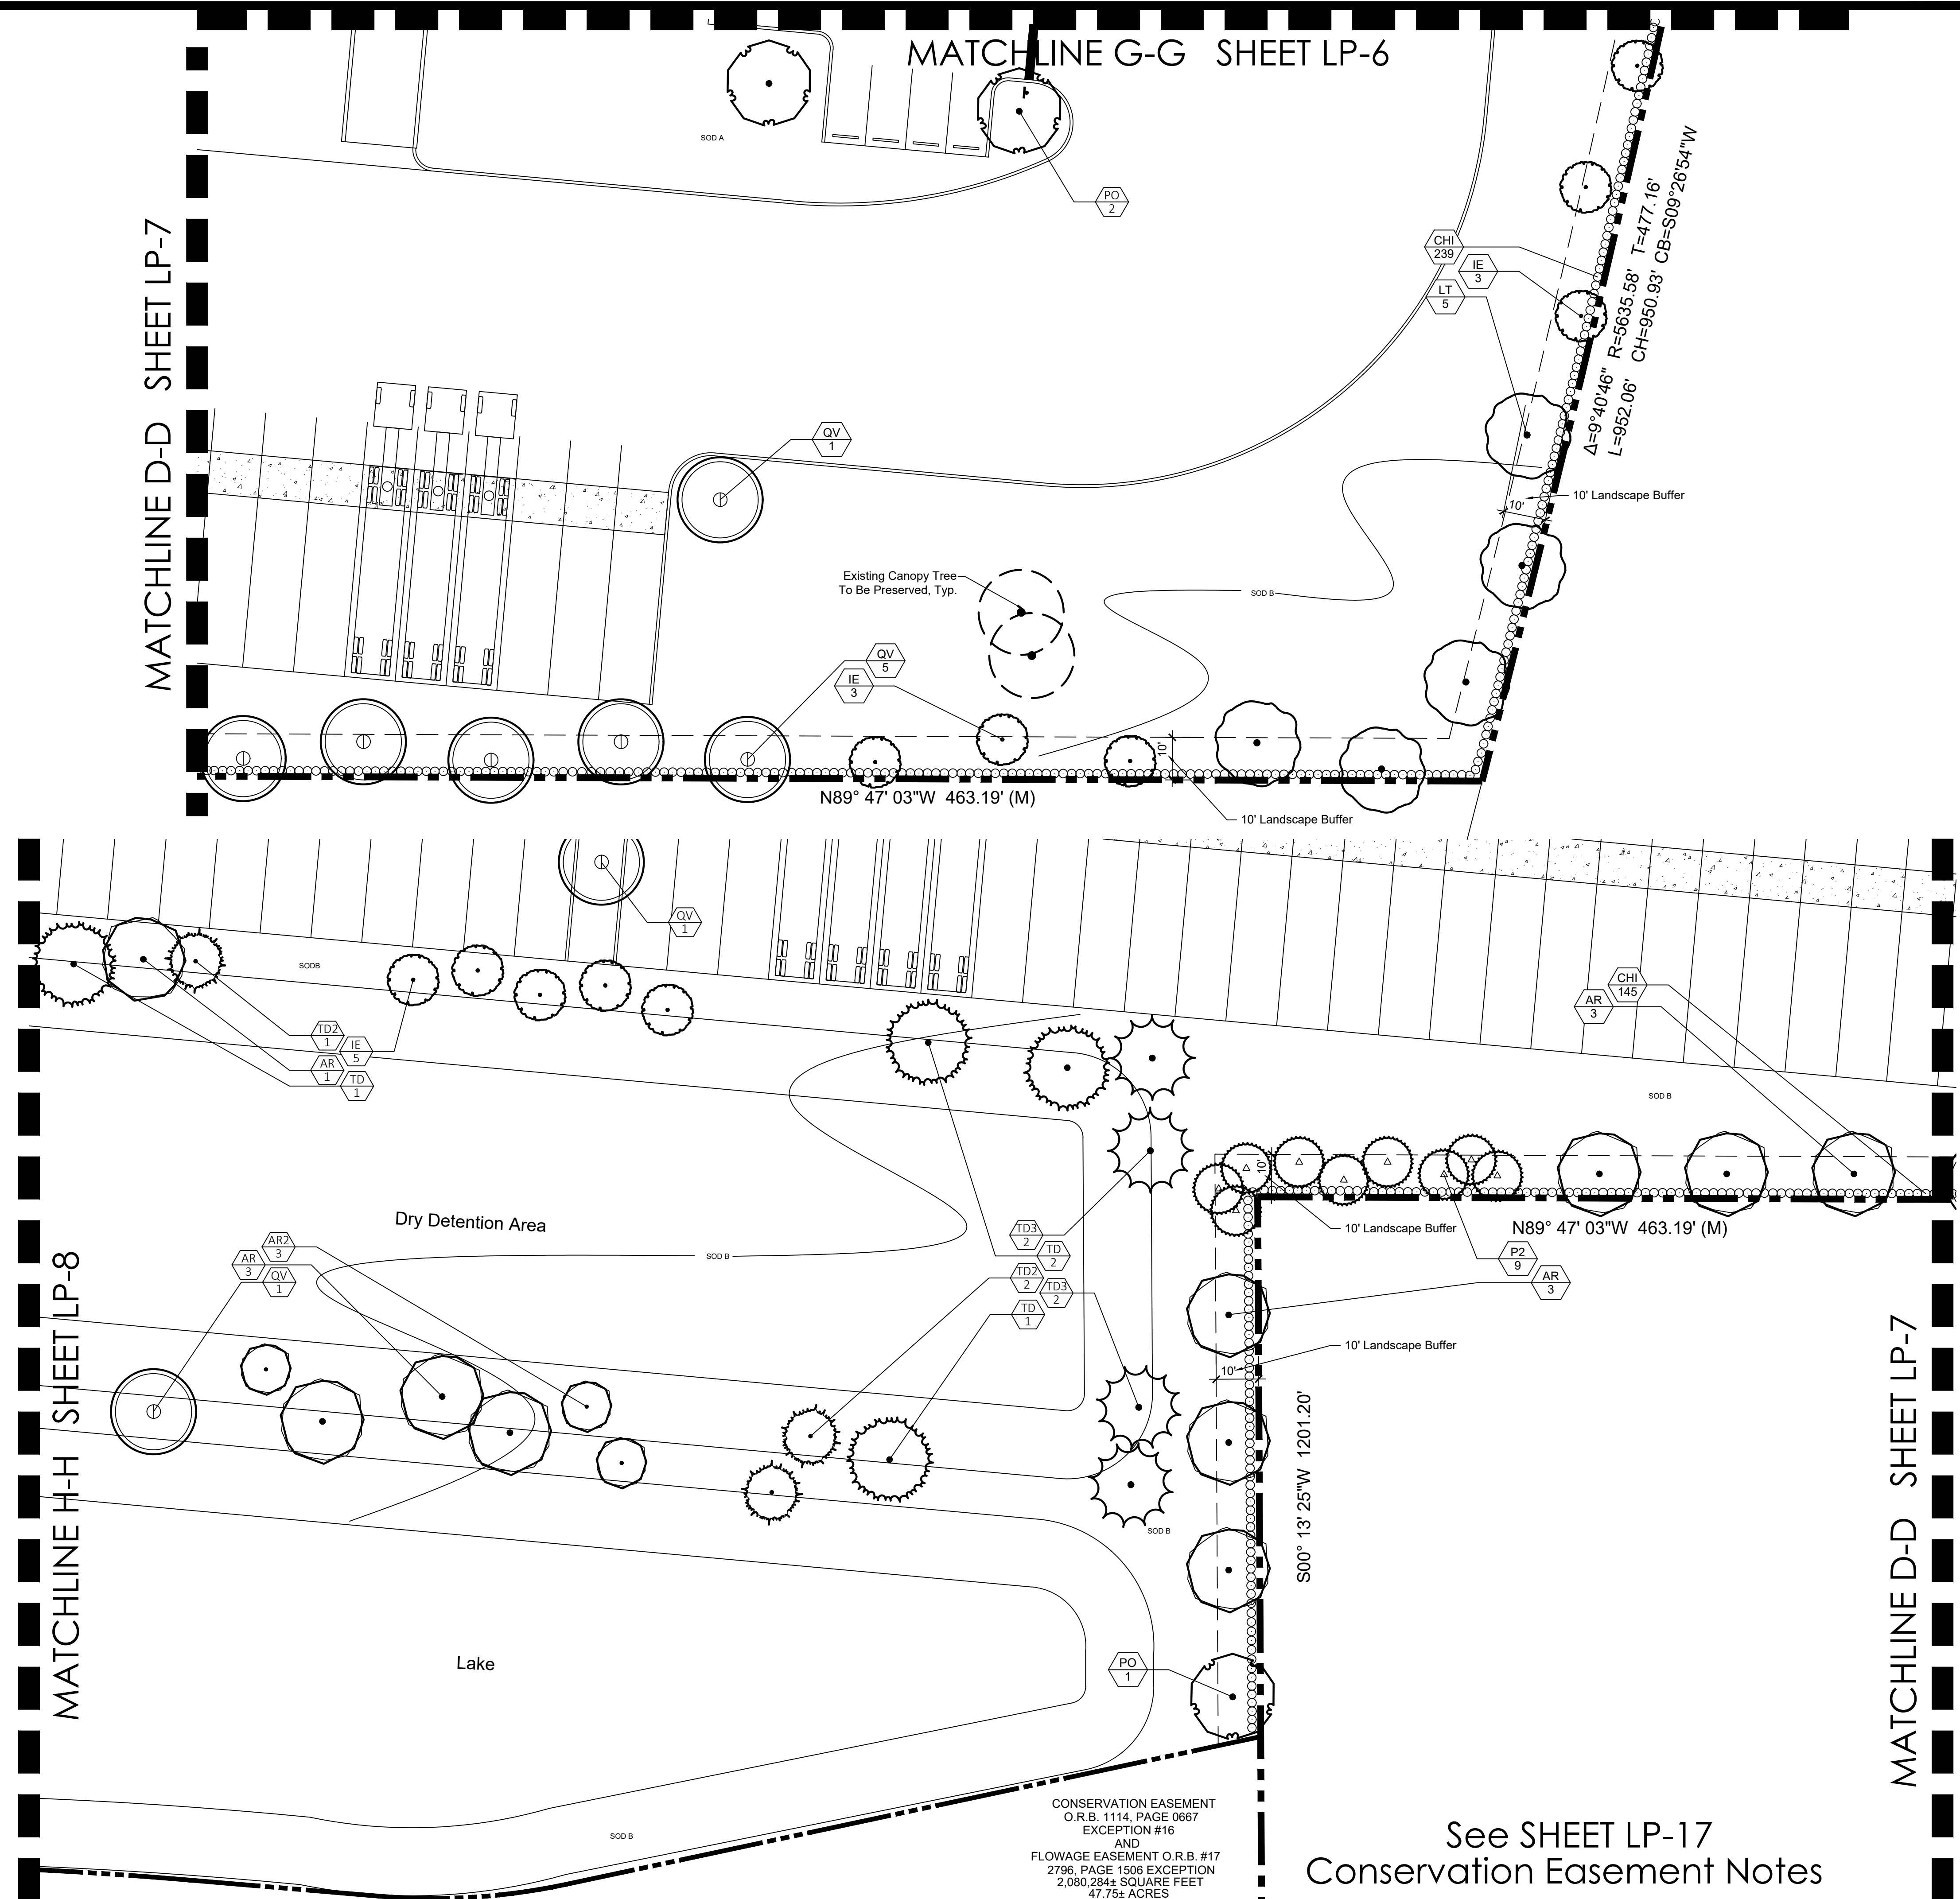 MATCHLINE G-G SHEET LP-6
SOD A
PO
2
MATCHLINE D-D SHEET LP-7
CHI
239
IE
3
LT
5
Δ=9°40'46" R=5635.58' T=477.16'
L=952.06' CH=950.93' CB=S09°26'54"W
QV
1
10' Landscape Buffer
10'
Existing Canopy Tree
To Be Preserved, Typ.
SOD B
QV
5
IE
3
10'
N89° 47' 03"W 463.19' (M)
10' Landscape Buffer
QV
1
SODB
CHI
145
AR
3
TD2
1
IE
5
AR
1
TD
1
SOD B
10'
Dry Detention Area
10' Landscape Buffer
N89° 47' 03"W 463.19' (M)
AR2
3
AR
3
QV
1
SOD B
TD3
2
TD
2
TD2
2
TD3
2
TD
1
P2
9
AR
3
10' Landscape Buffer
10'
MATCHLINE H-H SHEET LP-8
S00° 13' 25"W 1201.20'
MATCHLINE D-D SHEET LP-7
SOD B
Lake
PO
1
SOD B
CONSERVATION EASEMENT
O.R.B. 1114, PAGE 0667
EXCEPTION #16
AND
FLOWAGE EASEMENT O.R.B. #17
2796, PAGE 1506 EXCEPTION
2,080,284± SQUARE FEET
47.75± ACRES
See SHEET LP-17
Conservation Easement Notes